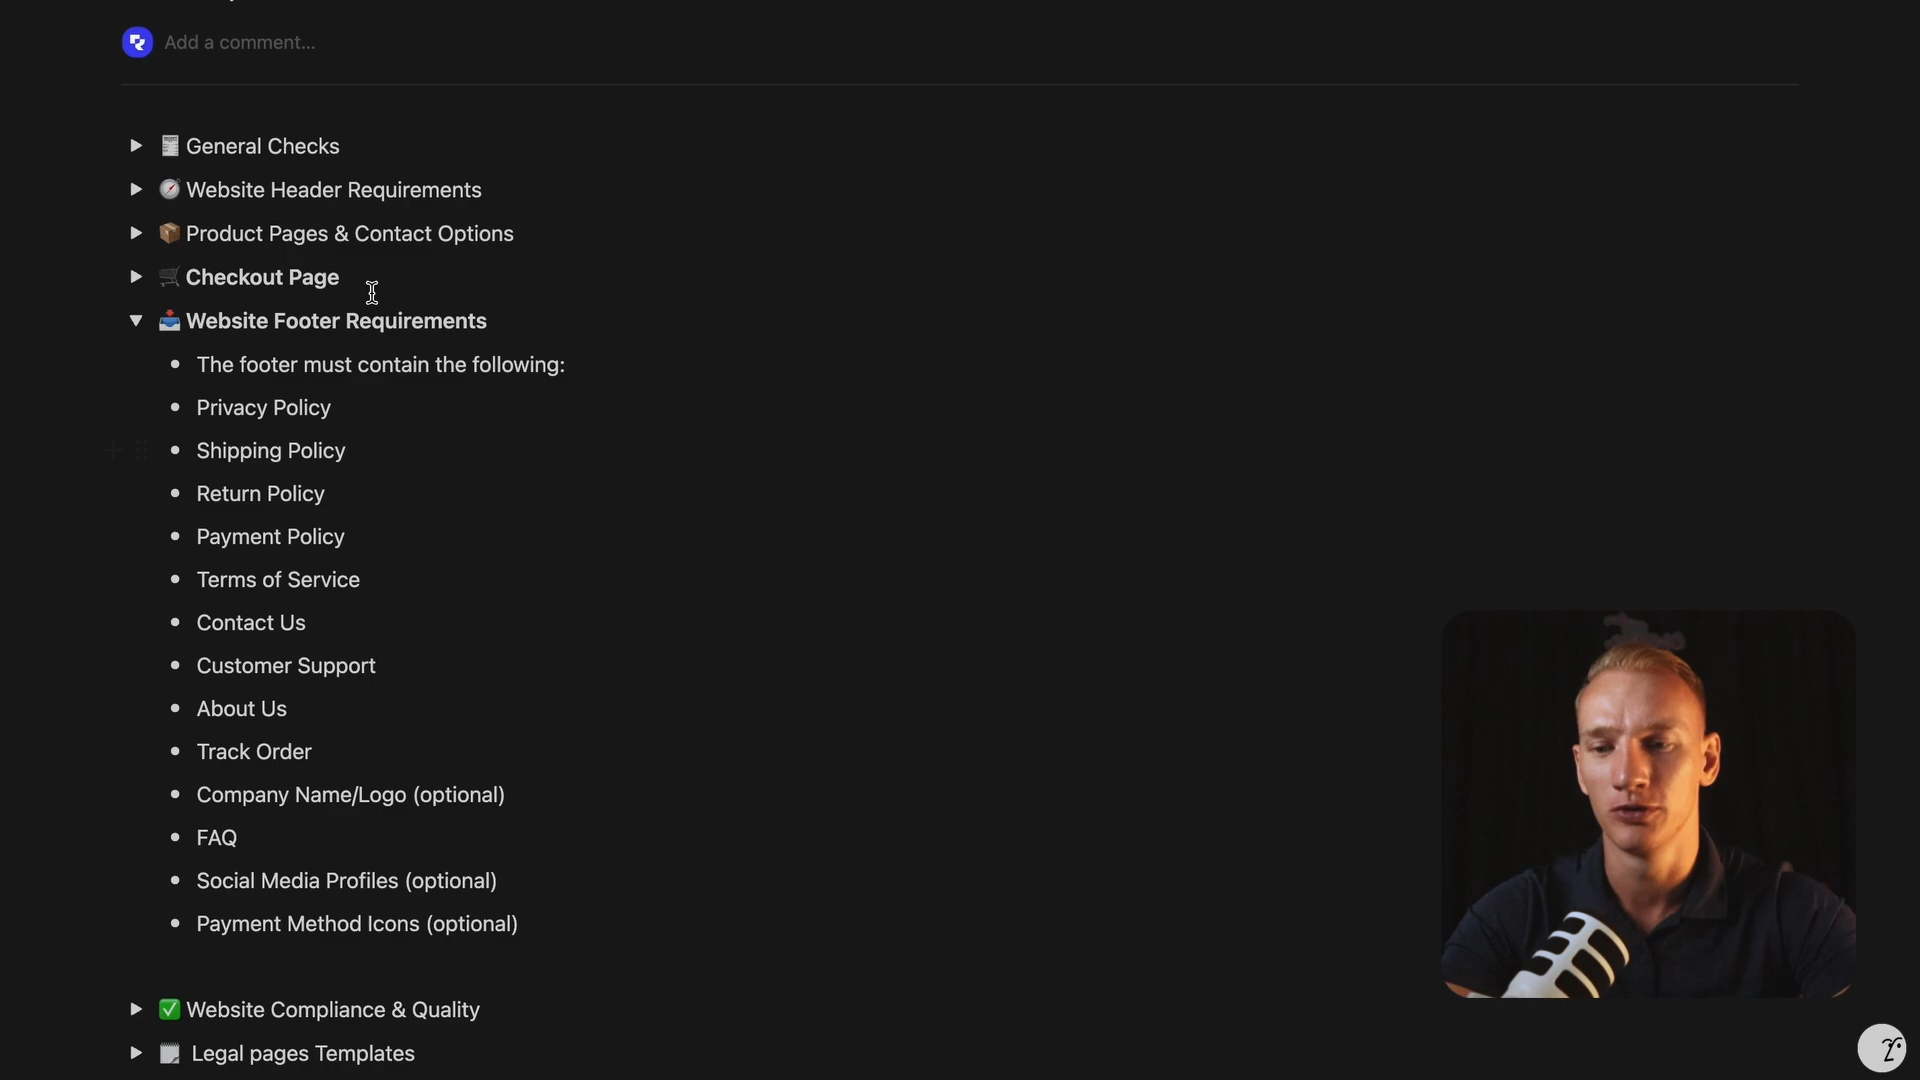 Add a comment...
General Checks
Website Header Requirements
Product Pages & Contact Options
Checkout Page
Website Footer Requirements
The footer must contain the following:
Privacy Policy
Shipping Policy
Return Policy
Payment Policy
Terms of Service
Contact Us
Customer Support
About Us
Track Order
Company Name/Logo (optional)
FAQ
Social Media Profiles (optional)
Payment Method Icons (optional)
Website Compliance & Quality
Legal pages Templates